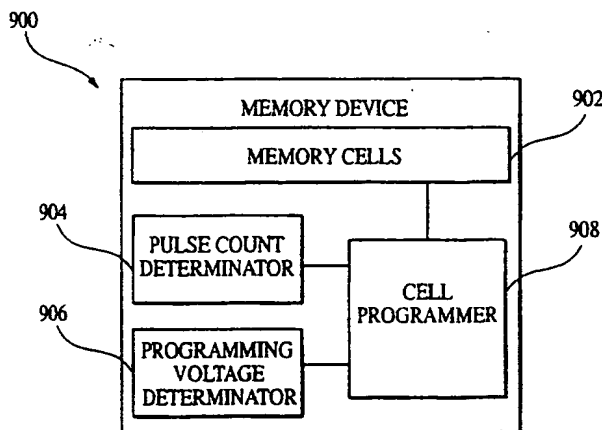 900
MEMORY DEVICE
902
MEMORY CELLS
904
PULSE COUNT
DETERMINATOR
908
CELL
PROGRAMMER
906
PROGRAMMING
VOLTAGE
DETERMINATOR